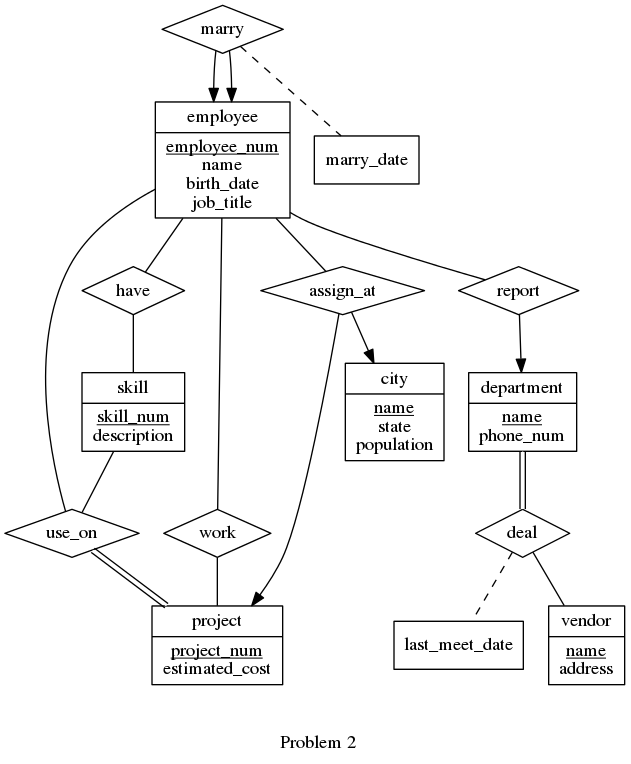 marry
employee
employee_num
name
birth_date
job_title
marry_date
have
assign_at
report
skill
skill_num
description
city
name
state
population
department
name
phone_num
use_on
work
deal
project
project_num
estimated_cost
last_meet_date
vendor
name
address
Problem 2